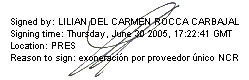 Signed by: LILIAN DEL CARMEN ROCCA CARBAJAL
Signing time: Thursday, June 30 2005, 17:22:41 GMT
Location: PRES
Reason to sign: exoneración por proveedor único NCR